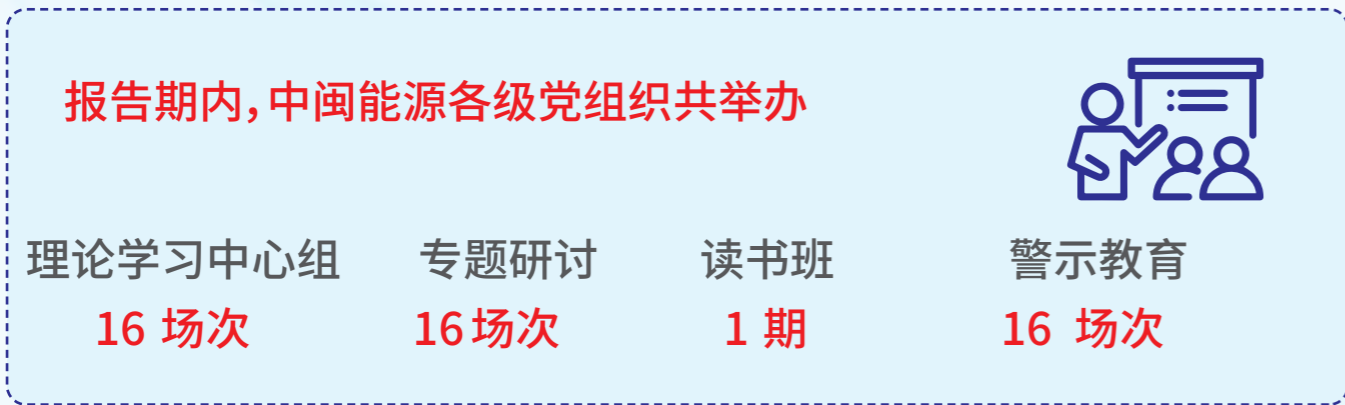 报告期内，中闽能源各级党组织共举办
理论学习中心组 专题研讨 读书班 警示教育
16 场次 16场次 1 期 16 场次